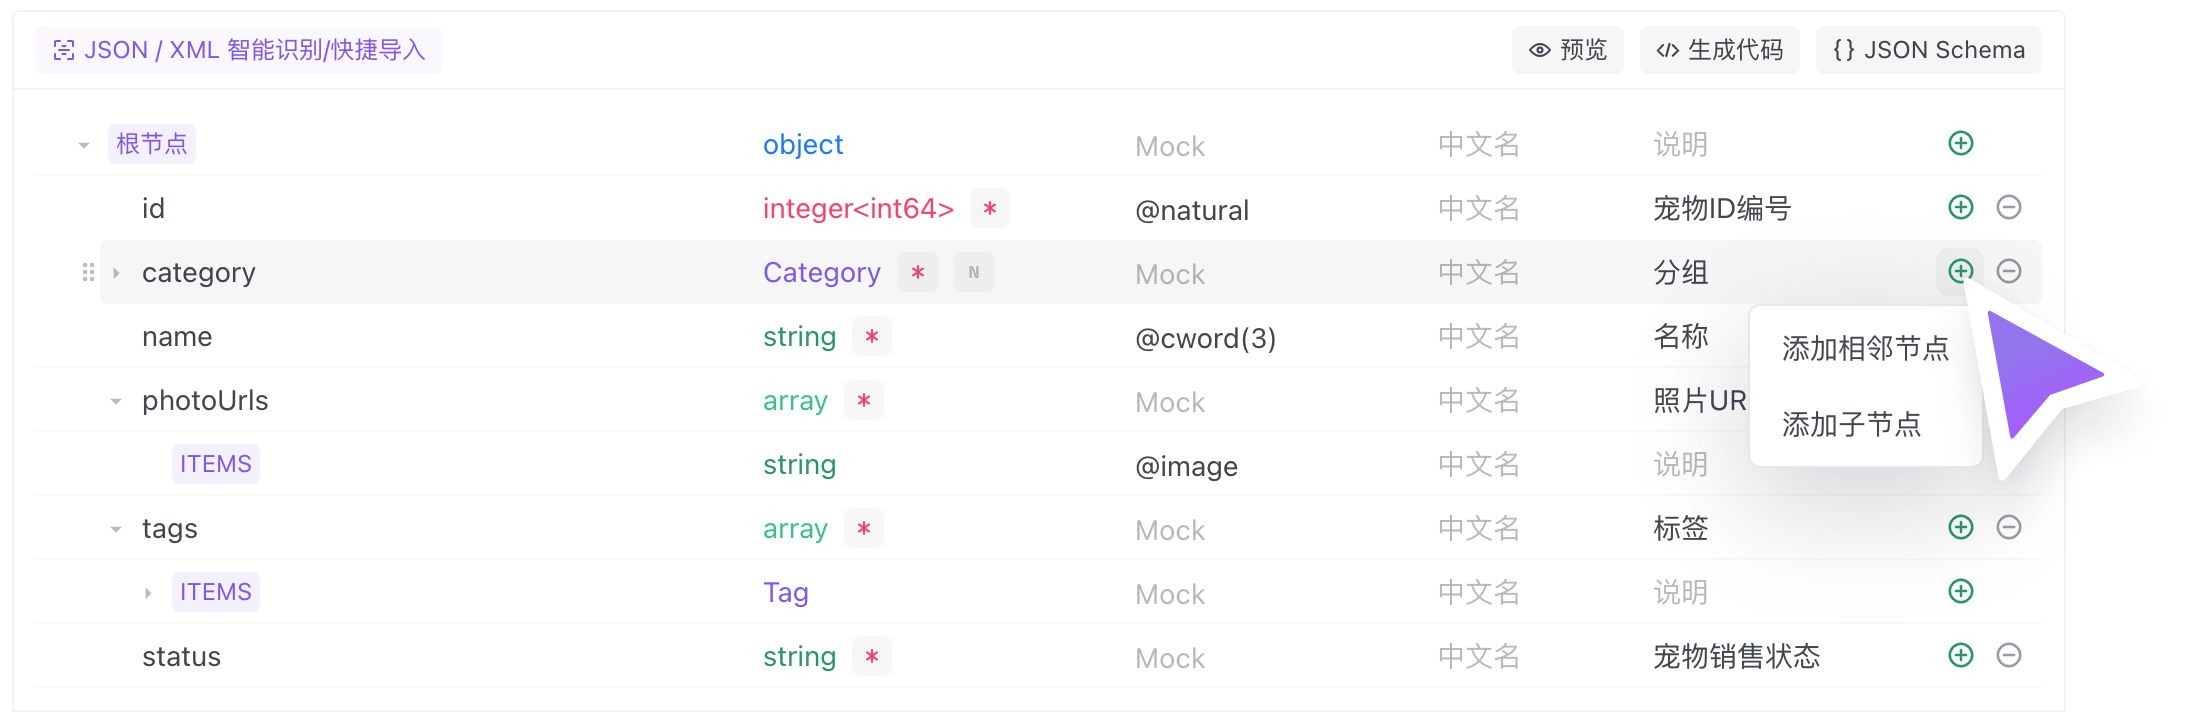 JSON / XML 智能识别/快捷导入 预览 生成代码 {} JSON Schema
根节点 object Mock 中文名 说明
id integer<int64> * @natural 中文名 宠物ID编号
category Category * N Mock 中文名 分组
name string * @cword(3) 中文名 名称
添加相邻节点
photoUrls array * Mock 中文名 照片UR
添加子节点
ITEMS string @image 中文名 说明
tags array * Mock 中文名 标签
ITEMS Tag Mock 中文名 说明
status string * Mock 中文名 宠物销售状态